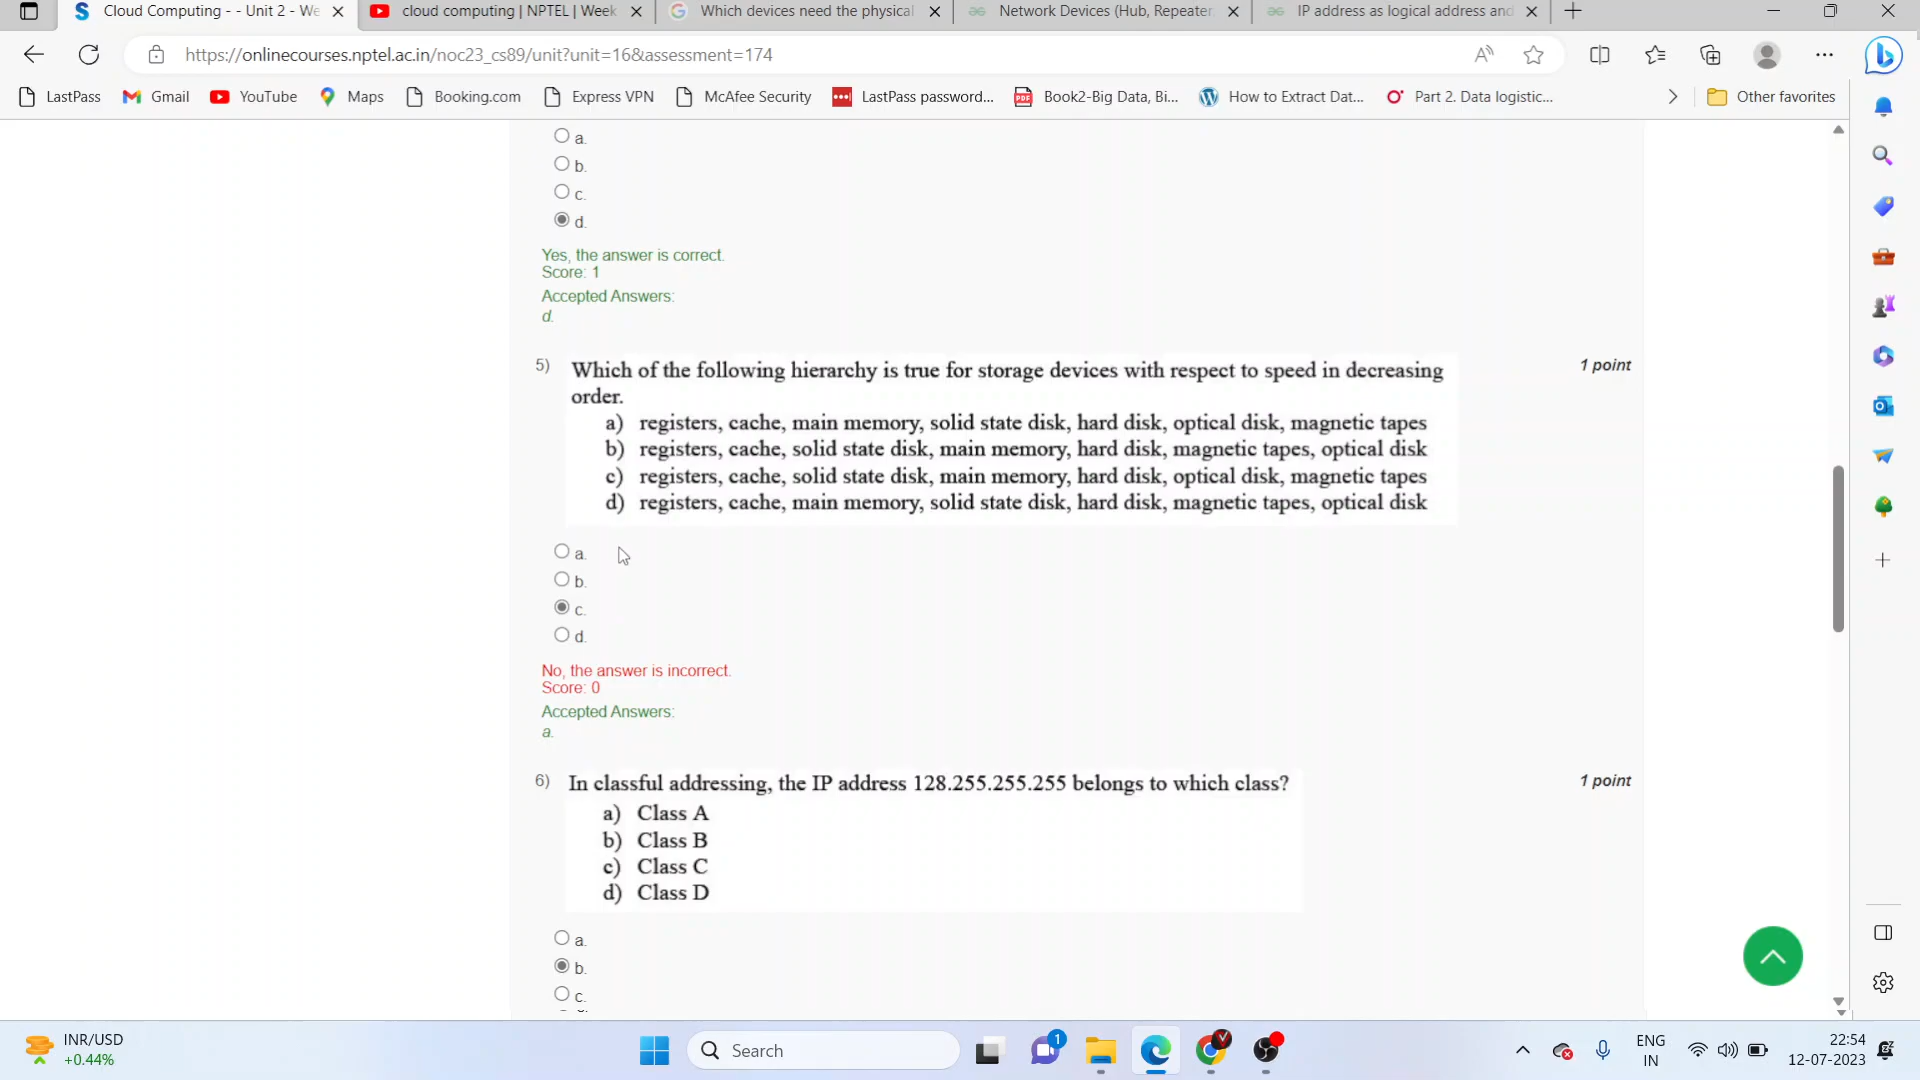 Cloud Computing - - Unit 2 - We
cloud computing | NPTEL | Week
Which devices need the physical
Network Devices (Hub, Repeater
IP address as logical address and
https://onlinecourses.nptel.ac.in/noc23_cs89/unit?unit=16&assessment=174
LastPass
Gmail
YouTube
Maps
Booking.com
Express VPN
McAfee Security
LastPass password...
Book2-Big Data, Bi...
How to Extract Dat...
Part 2. Data logistic...
Other favorites
a.
b.
c.
d.
Yes, the answer is correct.
Score: 1
Accepted Answers:
d.
5) Which of the following hierarchy is true for storage devices with respect to speed in decreasing 1 point
order.
a) registers, cache, main memory, solid state disk, hard disk, optical disk, magnetic tapes
b) registers, cache, solid state disk, main memory, hard disk, magnetic tapes, optical disk
c) registers, cache, solid state disk, main memory, hard disk, optical disk, magnetic tapes
d) registers, cache, main memory, solid state disk, hard disk, magnetic tapes, optical disk
a.
b.
c.
d.
No, the answer is incorrect.
Score: 0
Accepted Answers:
a.
6) In classful addressing, the IP address 128.255.255.255 belongs to which class? 1 point
a) Class A
b) Class B
c) Class C
d) Class D
a.
b.
c.
INR/USD
+0.44%
Search
1
ENG
IN
22:54
12-07-2023